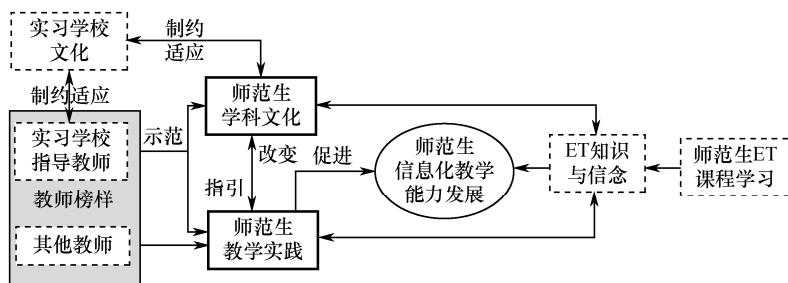 实习学校
文化
制约
适应
制约适应
实习学校
指导教师
教师榜样
其他教师
示范
师范生
学科文化
改变
指引
促进
师范生
教学实践
师范生
信息化教学
能力发展
ET知识
与信念
师范生ET
课程学习